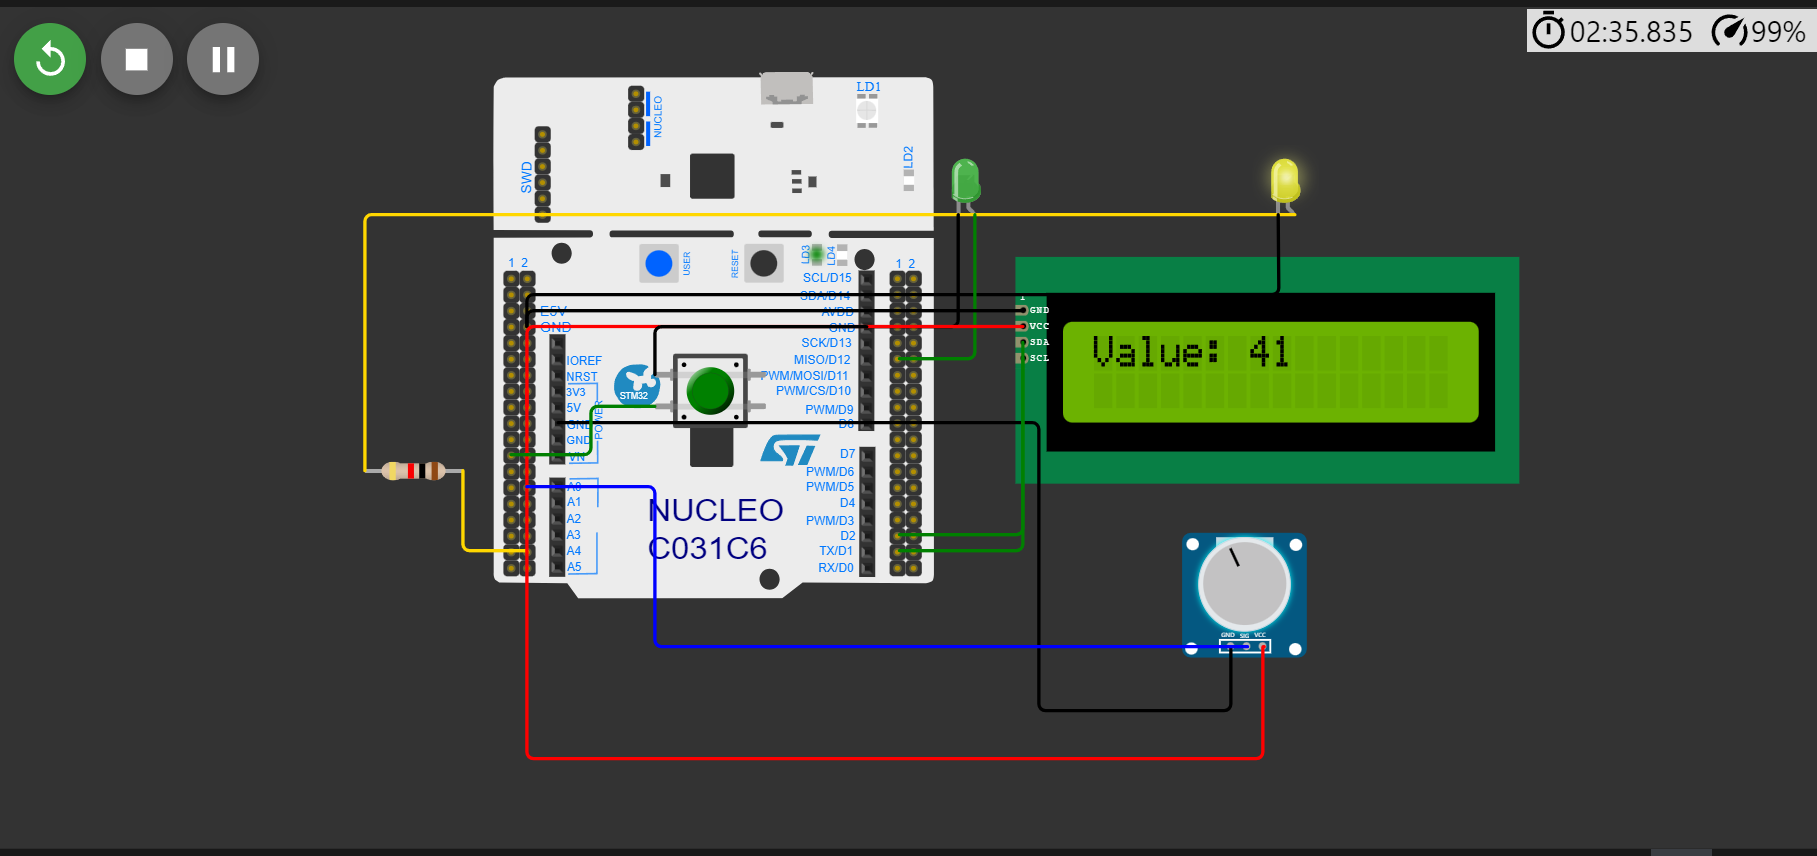 02:35.835 99%
LD1
NUCLEO
LD2
SWD
LD3
LD4
USER
RESET
1 2
1 2
SCL/D15
SDA/D14
E5V
AVDD
GND
GND
SCK/D13
IOREF
MISO/D12
NRST
PWM/MOSI/D11
3V3
PWM/CS/D10
5V
PWM/D9
GND
D8
GND
VIN
POWER
STM32
D7
PWM/D6
A0
PWM/D5
A1
D4
A2
PWM/D3
A3
D2
A4
TX/D1
A5
RX/D0
ST
NUCLEO
C031C6
1
GND
VCC
SDA
SCL
Value: 41
GND SIG VCC